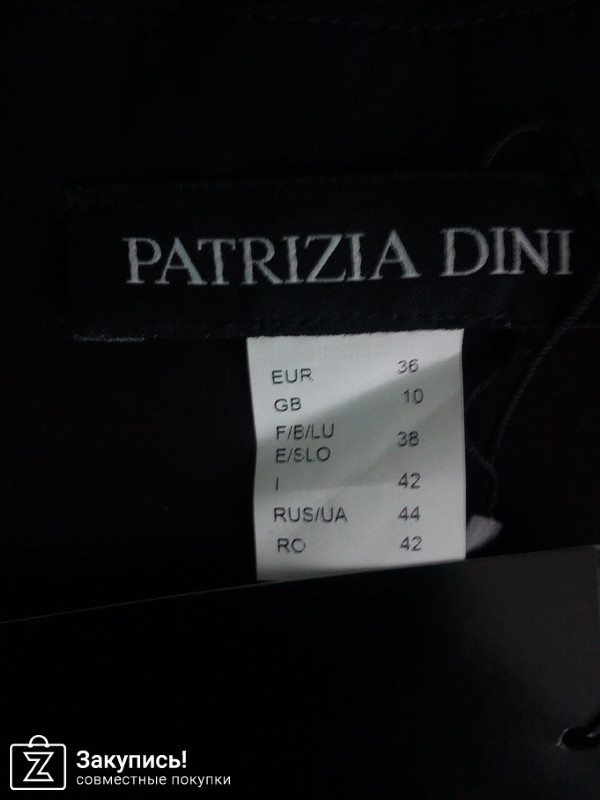 PATRIZIA DINI
EUR 36
GB 10
F/B/LU
E/SLO 38
I 42
RUS/UA 44
RO 42
Закупись!
совместные покупки